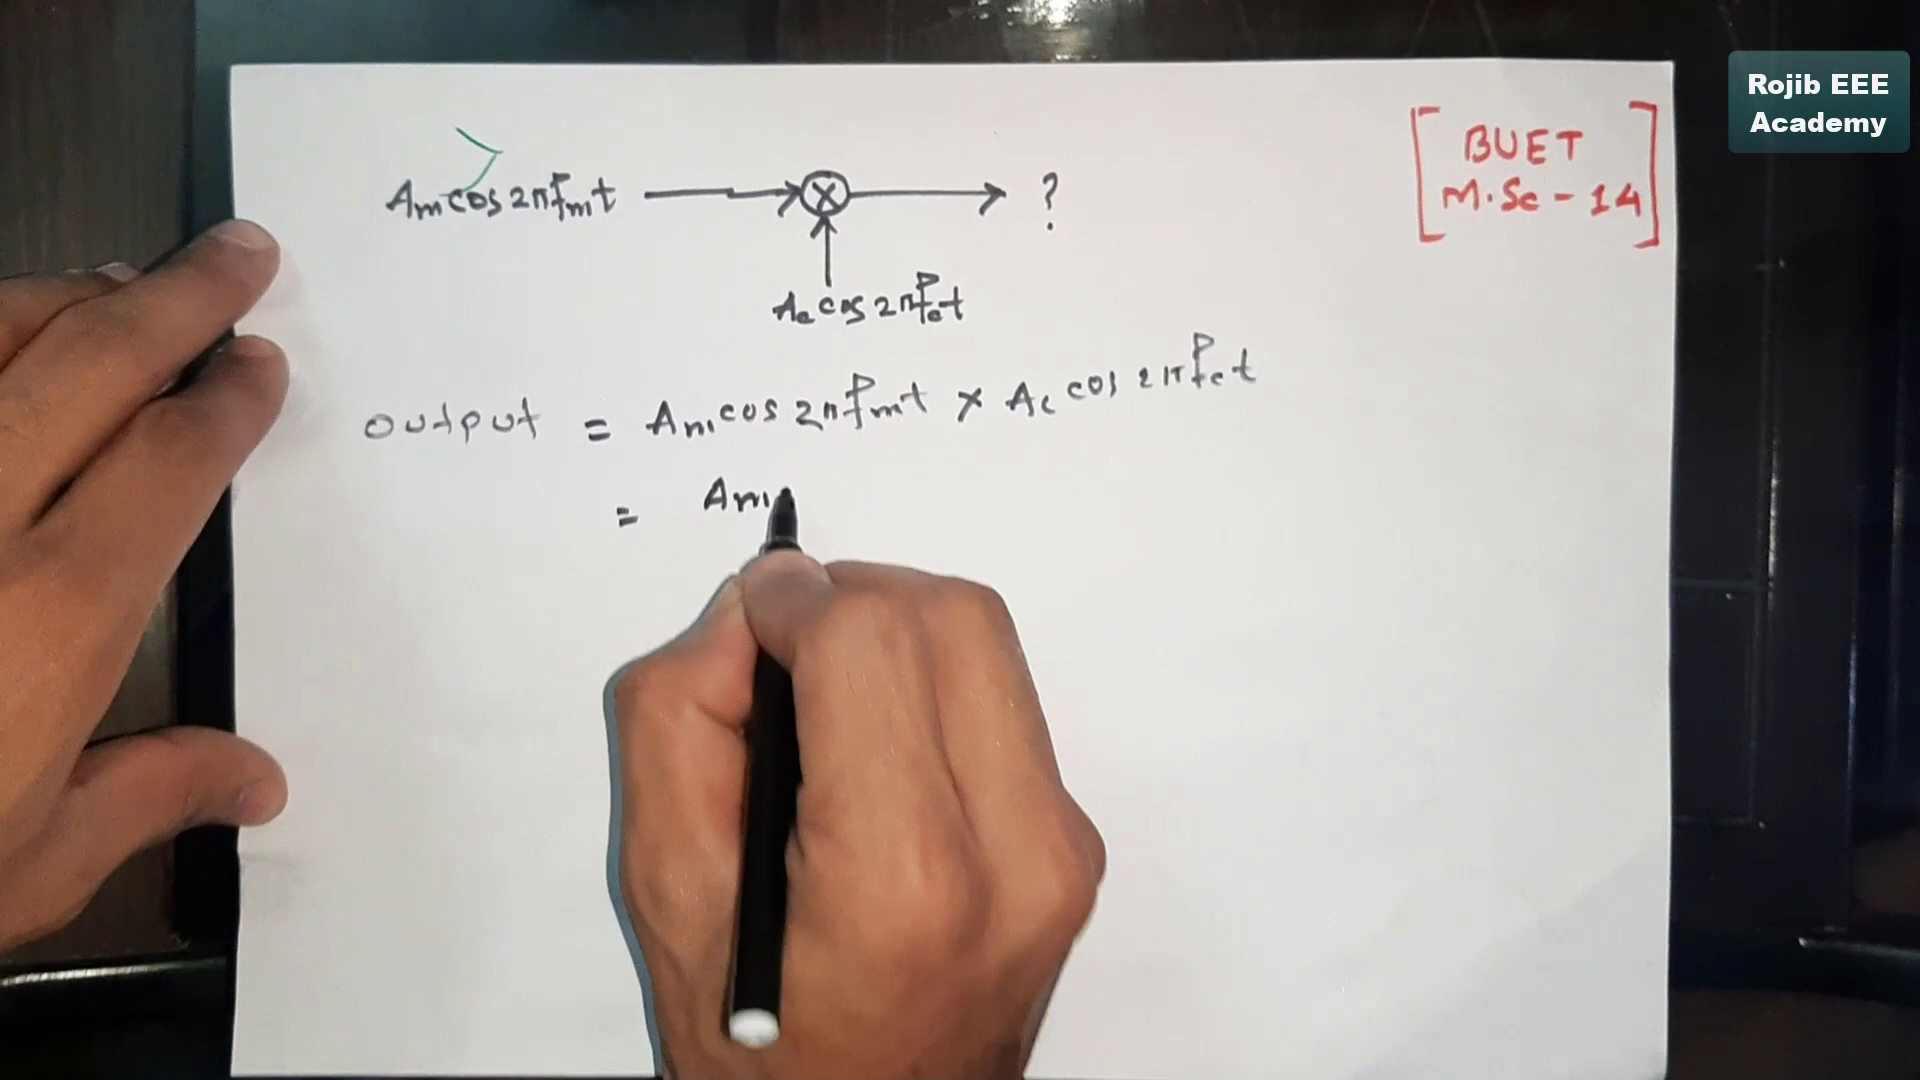 Rojib EEE
Academy
[BUET
M.Sc - 14]
Am cos 2πfmt → ⊗ → ?
Ac cos 2πfct
output = Am cos 2πfmt × Ac cos 2πfct
= Am